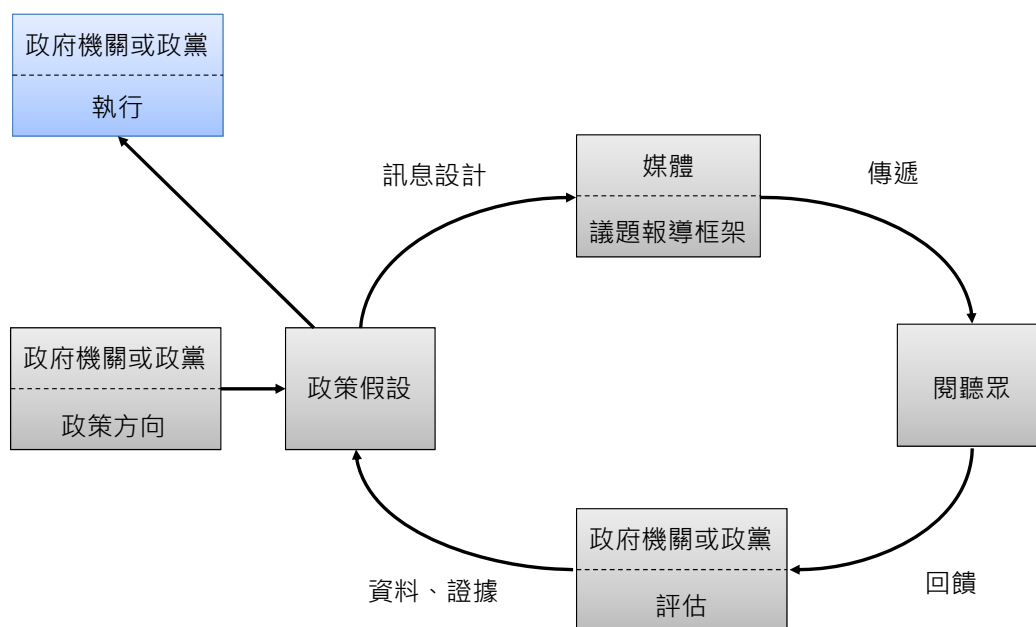 政府機關或政黨
執行
訊息設計
媒體
議題報導框架
傳遞
政府機關或政黨
政策方向
政策假設
閱聽眾
資料、證據
政府機關或政黨
評估
回饋